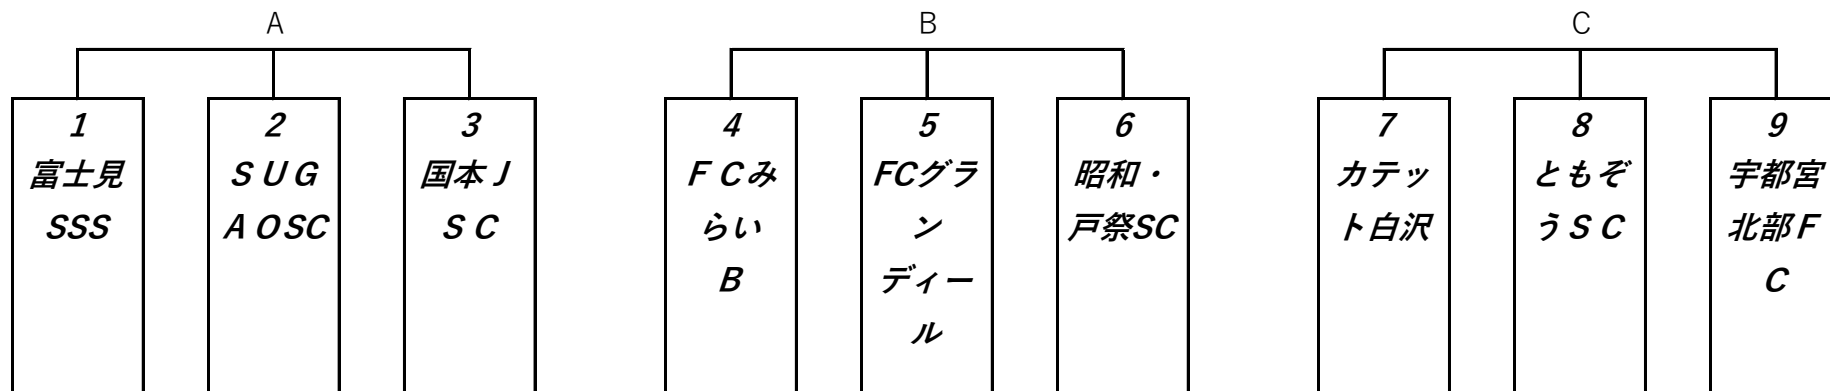 A
B
C
1
富士見
SSS
2
ＳＵＧ
ＡＯSC
3
国本Ｊ
ＳＣ
4
ＦＣみ
らい
Ｂ
5
FCグラ
ン
ディー
ル
6
昭和・
戸祭SC
7
カテッ
ト白沢
8
ともぞ
うＳＣ
9
宇都宮
北部Ｆ
Ｃ